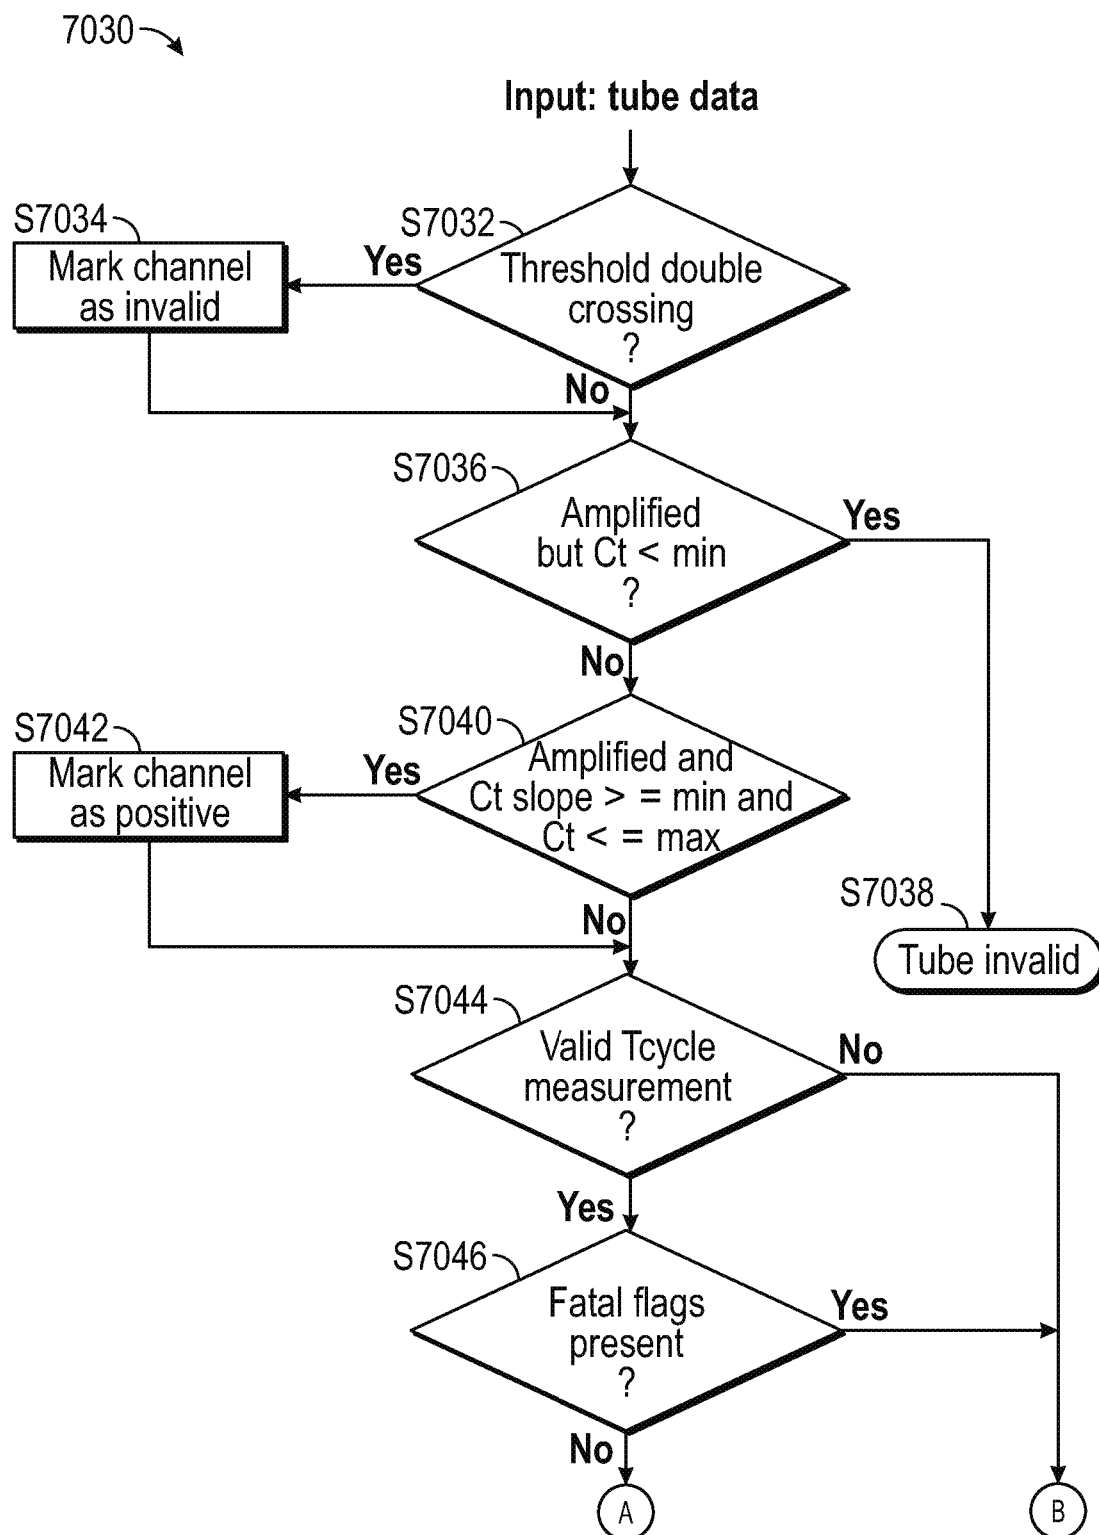 7030
Input: tube data
S7034
S7032
Mark channel
as invalid
Yes
Threshold double
crossing
?
No
S7036
Amplified
but Ct < min
?
Yes
No
S7042
S7040
Mark channel
as positive
Yes
Amplified and
Ct slope > = min and
Ct < = max
No
S7038
Tube invalid
S7044
Valid Tcycle
measurement
?
No
Yes
S7046
Fatal flags
present
?
Yes
No
A
B